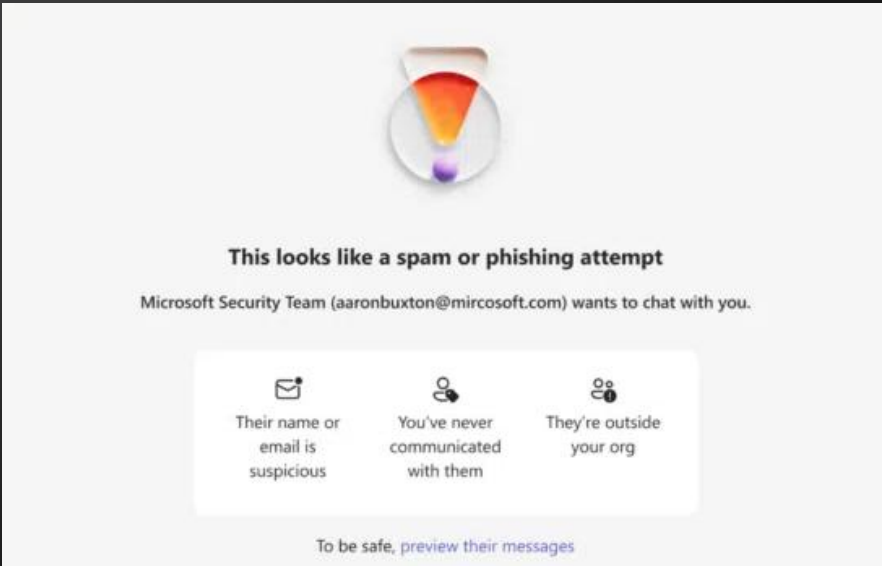 This looks like a spam or phishing attempt
Microsoft Security Team (aaronbuxton@mircosoft.com) wants to chat with you.
Their name or
email is
suspicious
You've never
communicated
with them
They're outside
your org
To be safe, preview their messages